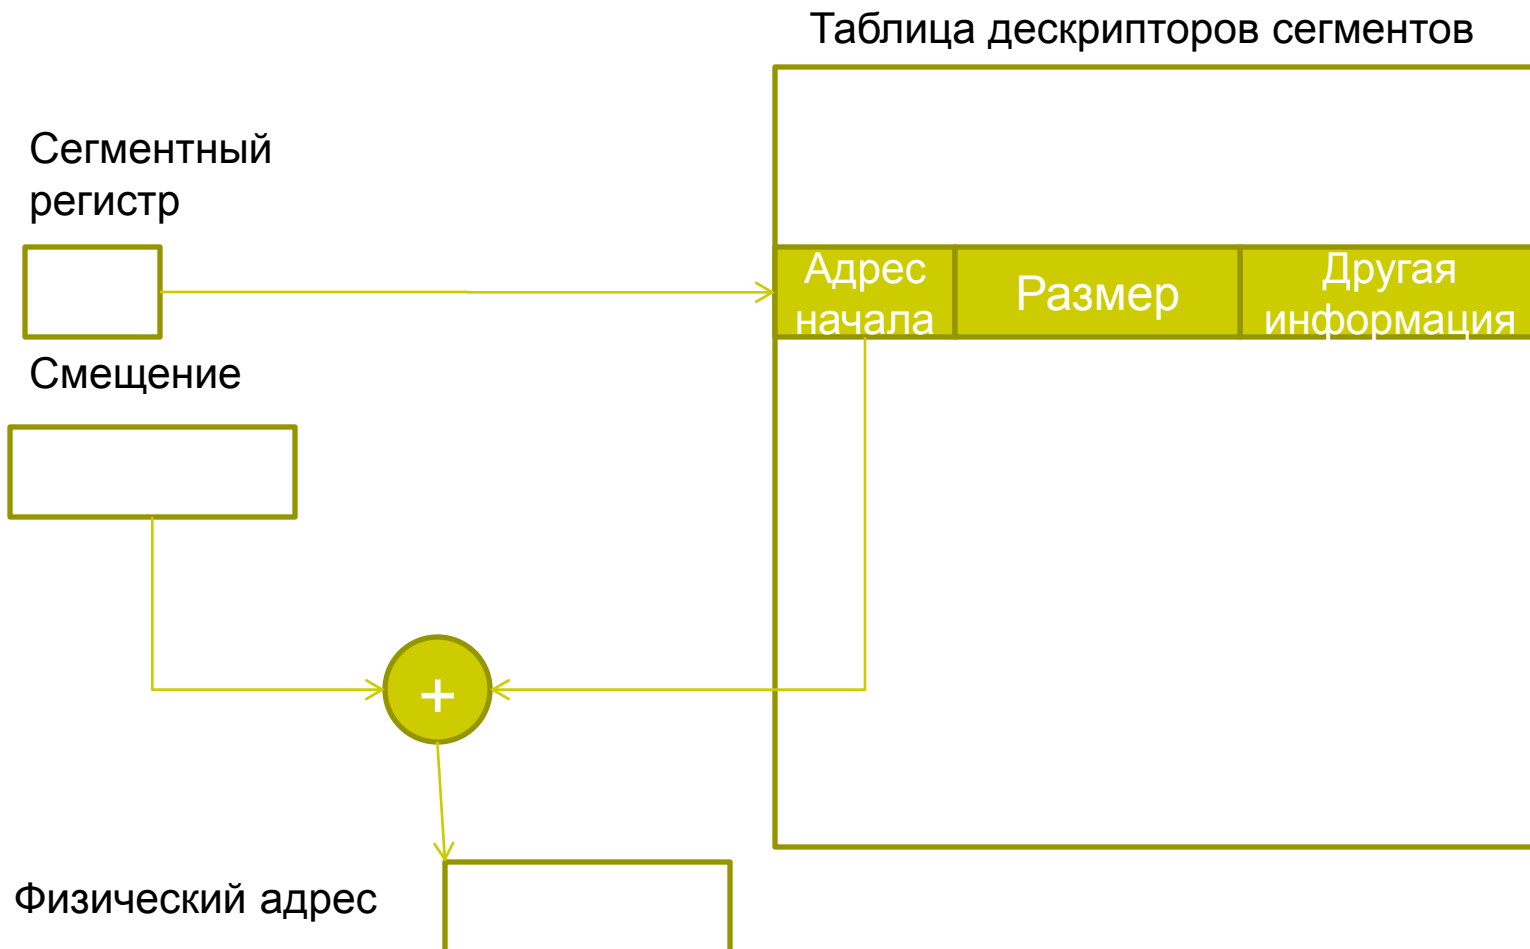 Таблица дескрипторов сегментов
Сегментный
регистр
Адрес
начала
Размер
Другая
информация
Смещение
+
Физический адрес